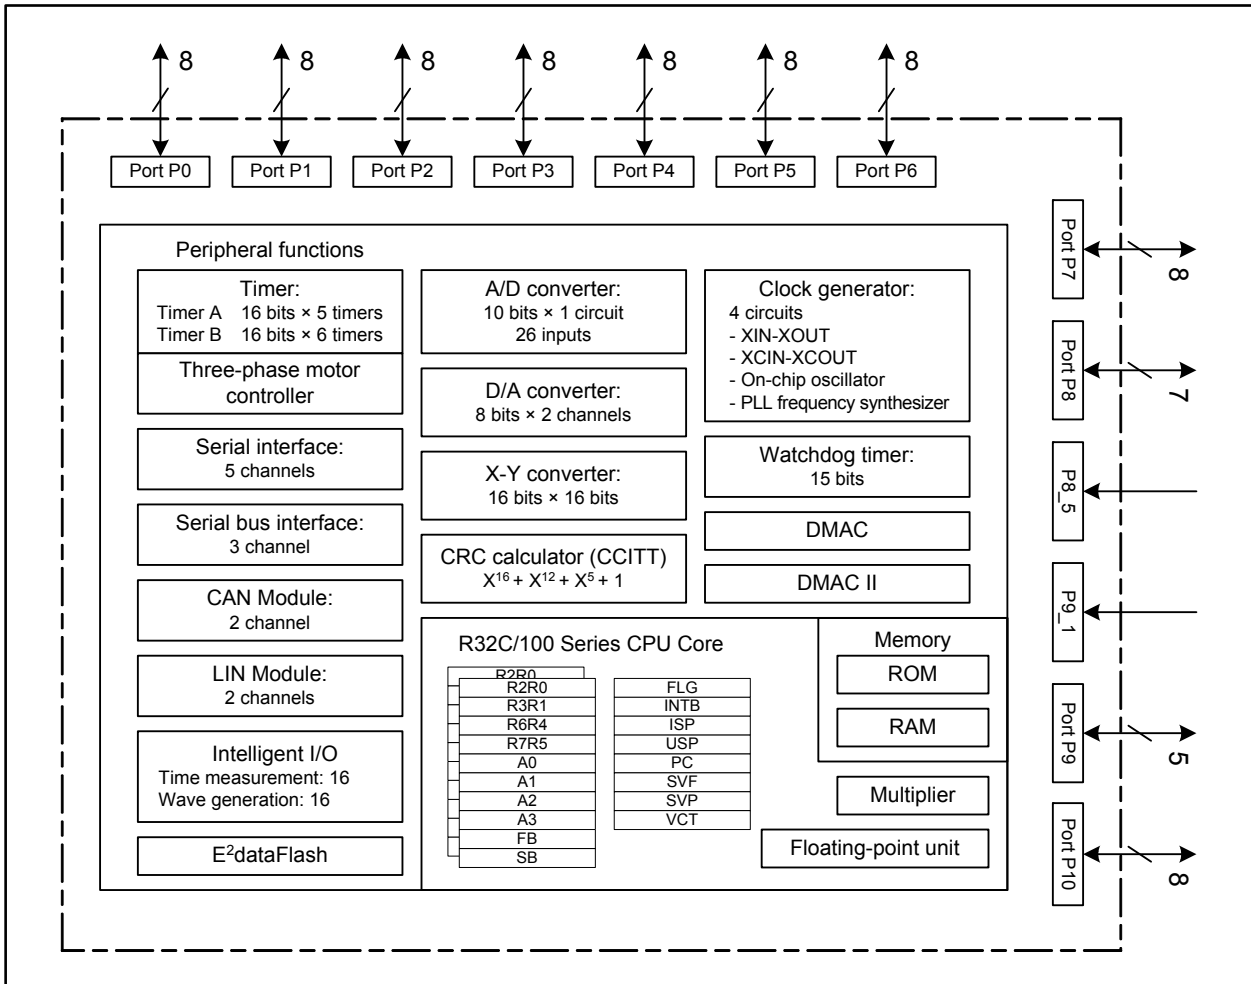 8 8 8 8 8 8 8
Port P0 Port P1 Port P2 Port P3 Port P4 Port P5 Port P6
Peripheral functions
Timer:
Timer A 16 bits × 5 timers
Timer B 16 bits × 6 timers
Three-phase motor
controller
Serial interface:
5 channels
Serial bus interface:
3 channel
CAN Module:
2 channel
LIN Module:
2 channels
Intelligent I/O
Time measurement: 16
Wave generation: 16
E²dataFlash
A/D converter:
10 bits × 1 circuit
26 inputs
D/A converter:
8 bits × 2 channels
X-Y converter:
16 bits × 16 bits
CRC calculator (CCITT)
X¹⁶ + X¹² + X⁵ + 1
Clock generator:
4 circuits
- XIN-XOUT
- XCIN-XCOUT
- On-chip oscillator
- PLL frequency synthesizer
Watchdog timer:
15 bits
DMAC
DMAC II
R32C/100 Series CPU Core
R2R0
R2R0
R3R1
R6R4
R7R5
A0
A1
A2
A3
FB
SB
FLG
INTB
ISP
USP
PC
SVF
SVP
VCT
Memory
ROM
RAM
Multiplier
Floating-point unit
Port P7
8
Port P8
7
P8_5
P9_1
Port P9
5
Port P10
8